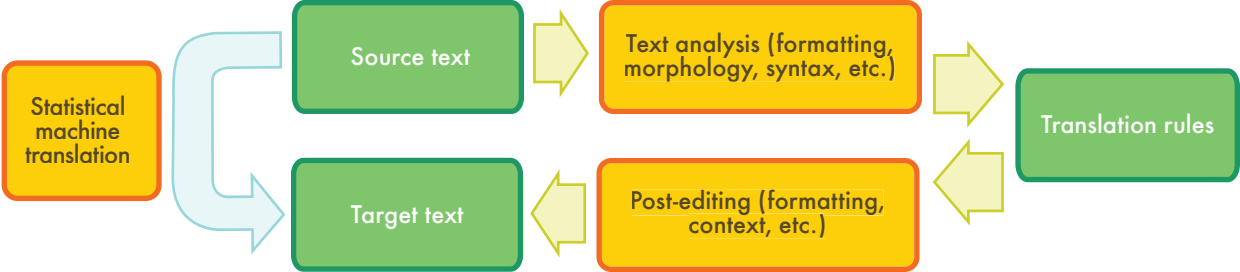 Statistical
machine
translation
Source text
Text analysis (formatting,
morphology, syntax, etc.)
Translation rules
Post-editing (formatting,
context, etc.)
Target text